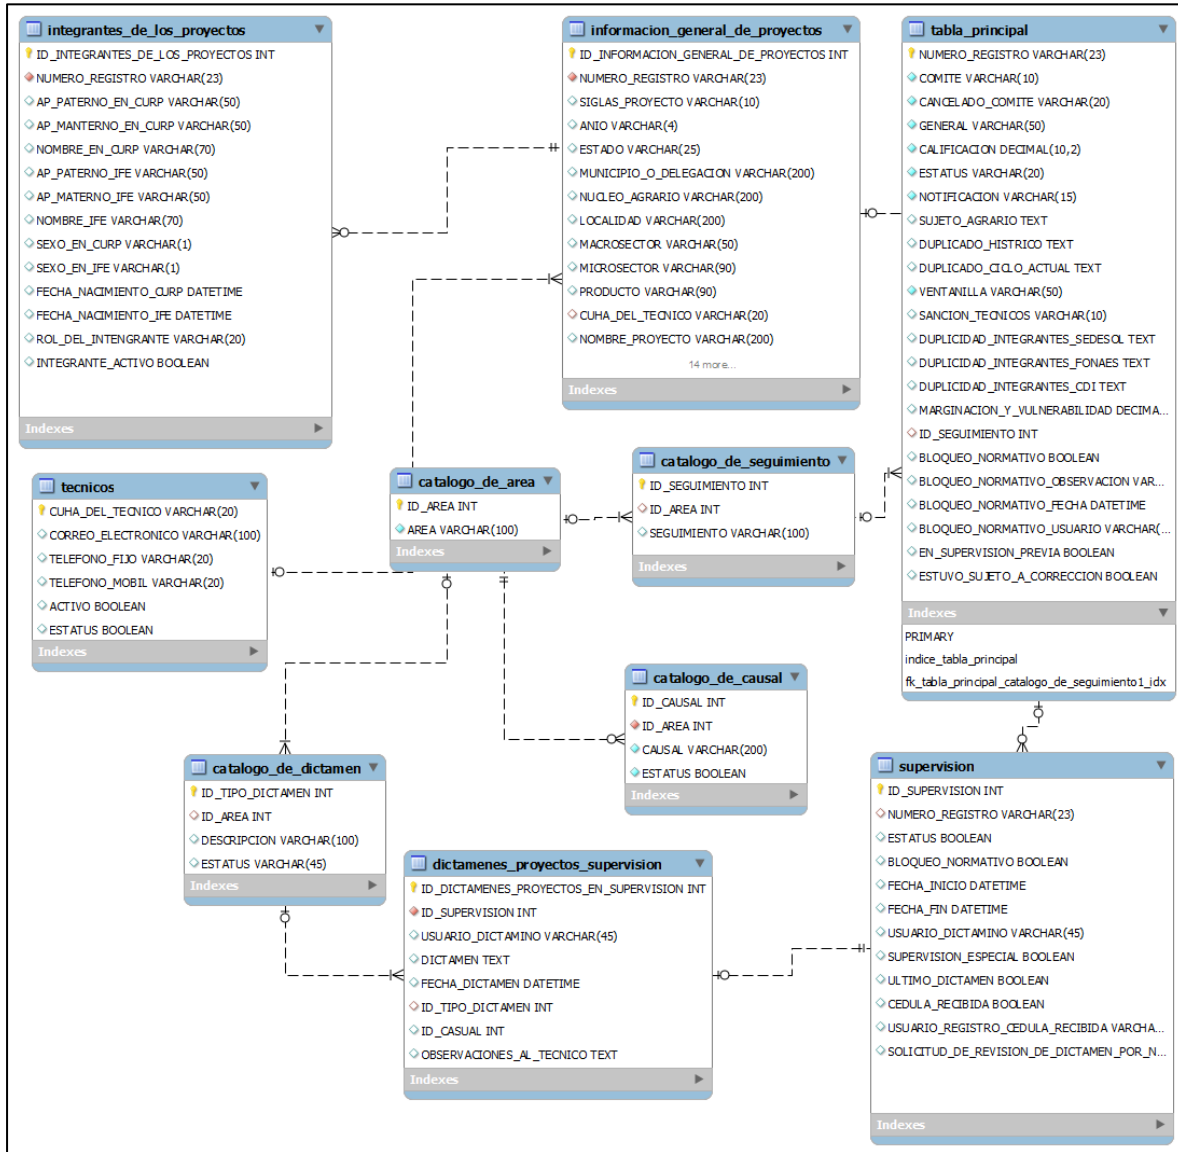 integrantes_de_los_proyectos
ID_INTEGRANTES_DE_LOS_PROYECTOS INT
NUMERO_REGISTRO VARCHAR(23)
AP_PATERNO_EN_CURP VARCHAR(50)
AP_MANTERNO_EN_CURP VARCHAR(50)
NOMBRE_EN_CURP VARCHAR(70)
AP_PATERNO_IFE VARCHAR(50)
AP_MATERNO_IFE VARCHAR(50)
NOMBRE_IFE VARCHAR(70)
SEXO_EN_CURP VARCHAR(1)
SEXO_EN_IFE VARCHAR(1)
FECHA_NACIMIENTO_CURP DATETIME
FECHA_NACIMIENTO_IFE DATETIME
ROL_DEL_INTENGRANTE VARCHAR(20)
INTEGRANTE_ACTIVO BOOLEAN
Indexes
informacion_general_de_proyectos
ID_INFORMACION_GENERAL_DE_PROYECTOS INT
NUMERO_REGISTRO VARCHAR(23)
SIGLAS_PROYECTO VARCHAR(10)
ANIO VARCHAR(4)
ESTADO VARCHAR(25)
MUNICIPIO_O_DELEGACION VARCHAR(200)
NUCLEO_AGRARIO VARCHAR(200)
LOCALIDAD VARCHAR(200)
MACROSECTOR VARCHAR(50)
MICROSECTOR VARCHAR(90)
PRODUCTO VARCHAR(90)
CUHA_DEL_TECNICO VARCHAR(20)
NOMBRE_PROYECTO VARCHAR(200)
14 more...
Indexes
tabla_principal
NUMERO_REGISTRO VARCHAR(23)
COMITE VARCHAR(10)
CANCELADO_COMITE VARCHAR(20)
GENERAL VARCHAR(50)
CALIFICACION DECIMAL(10,2)
ESTATUS VARCHAR(20)
NOTIFICACION VARCHAR(15)
SUJETO_AGRARIO TEXT
DUPLICADO_HISTRICO TEXT
DUPLICADO_CICLO_ACTUAL TEXT
VENTANILLA VARCHAR(50)
SANCION_TECNICOS VARCHAR(10)
DUPLICIDAD_INTEGRANTES_SEDESOL TEXT
DUPLICIDAD_INTEGRANTES_FONAES TEXT
DUPLICIDAD_INTEGRANTES_CDI TEXT
MARGINACION_Y_VULNERABILIDAD DECIMA...
ID_SEGUIMIENTO INT
BLOQUEO_NORMATIVO BOOLEAN
BLOQUEO_NORMATIVO_OBSERVACION VAR...
BLOQUEO_NORMATIVO_FECHA DATETIME
BLOQUEO_NORMATIVO_USUARIO VARCHAR(...
EN_SUPERVISION_PREVIA BOOLEAN
ESTUVO_SUJETO_A_CORRECCION BOOLEAN
Indexes
PRIMARY
indice_tabla_principal
fk_tabla_principal_catalogo_de_seguimiento1_idx
tecnicos
CUHA_DEL_TECNICO VARCHAR(20)
CORREO_ELECTRONICO VARCHAR(100)
TELEFONO_FIJO VARCHAR(20)
TELEFONO_MOBIL VARCHAR(20)
ACTIVO BOOLEAN
ESTATUS BOOLEAN
Indexes
catalogo_de_area
ID_AREA INT
AREA VARCHAR(100)
Indexes
catalogo_de_seguimiento
ID_SEGUIMIENTO INT
ID_AREA INT
SEGUIMIENTO VARCHAR(100)
Indexes
catalogo_de_causal
ID_CAUSAL INT
ID_AREA INT
CAUSAL VARCHAR(200)
ESTATUS BOOLEAN
Indexes
catalogo_de_dictamen
ID_TIPO_DICTAMEN INT
ID_AREA INT
DESCRIPCION VARCHAR(100)
ESTATUS VARCHAR(45)
Indexes
dictamenes_proyectos_supervision
ID_DICTAMENES_PROYECTOS_EN_SUPERVISION INT
ID_SUPERVISION INT
USUARIO_DICTAMINO VARCHAR(45)
DICTAMEN TEXT
FECHA_DICTAMEN DATETIME
ID_TIPO_DICTAMEN INT
ID_CASUAL INT
OBSERVACIONES_AL_TECNICO TEXT
Indexes
supervision
ID_SUPERVISION INT
NUMERO_REGISTRO VARCHAR(23)
ESTATUS BOOLEAN
BLOQUEO_NORMATIVO BOOLEAN
FECHA_INICIO DATETIME
FECHA_FIN DATETIME
USUARIO_DICTAMINO VARCHAR(45)
SUPERVISION_ESPECIAL BOOLEAN
ULTIMO_DICTAMEN BOOLEAN
CEDULA_RECIBIDA BOOLEAN
USUARIO_REGISTRO_CEDULA_RECIBIDA VARCHA...
SOLICITUD_DE_REVISION_DE_DICTAMEN_POR_N...
Indexes